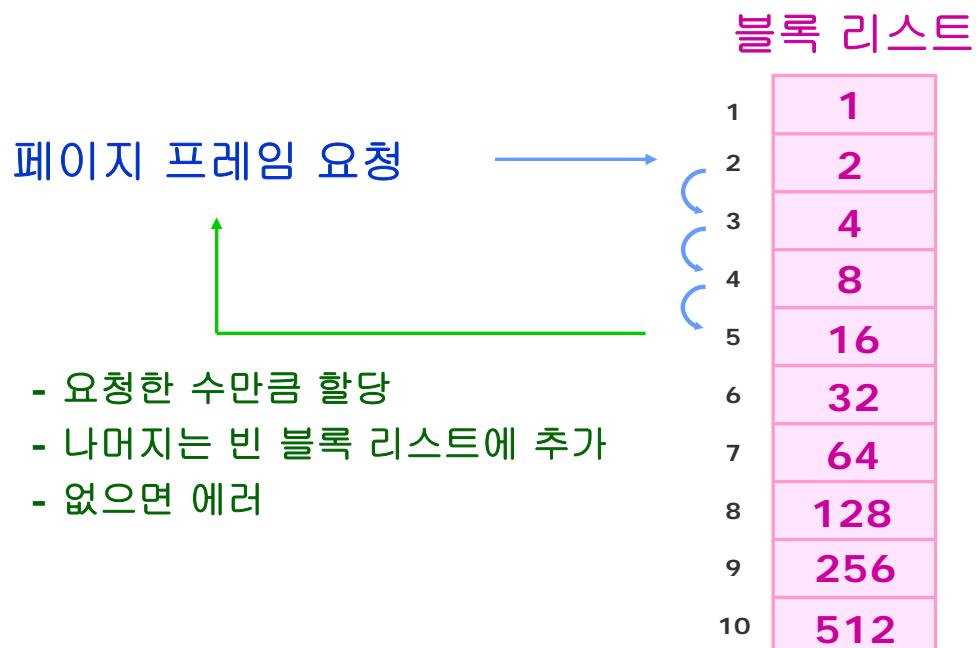 블록 리스트
페이지 프레임 요청
- 요청한 수만큼 할당
- 나머지는 빈 블록 리스트에 추가
- 없으면 에러
1 1
2 2
3 4
4 8
5 16
6 32
7 64
8 128
9 256
10 512